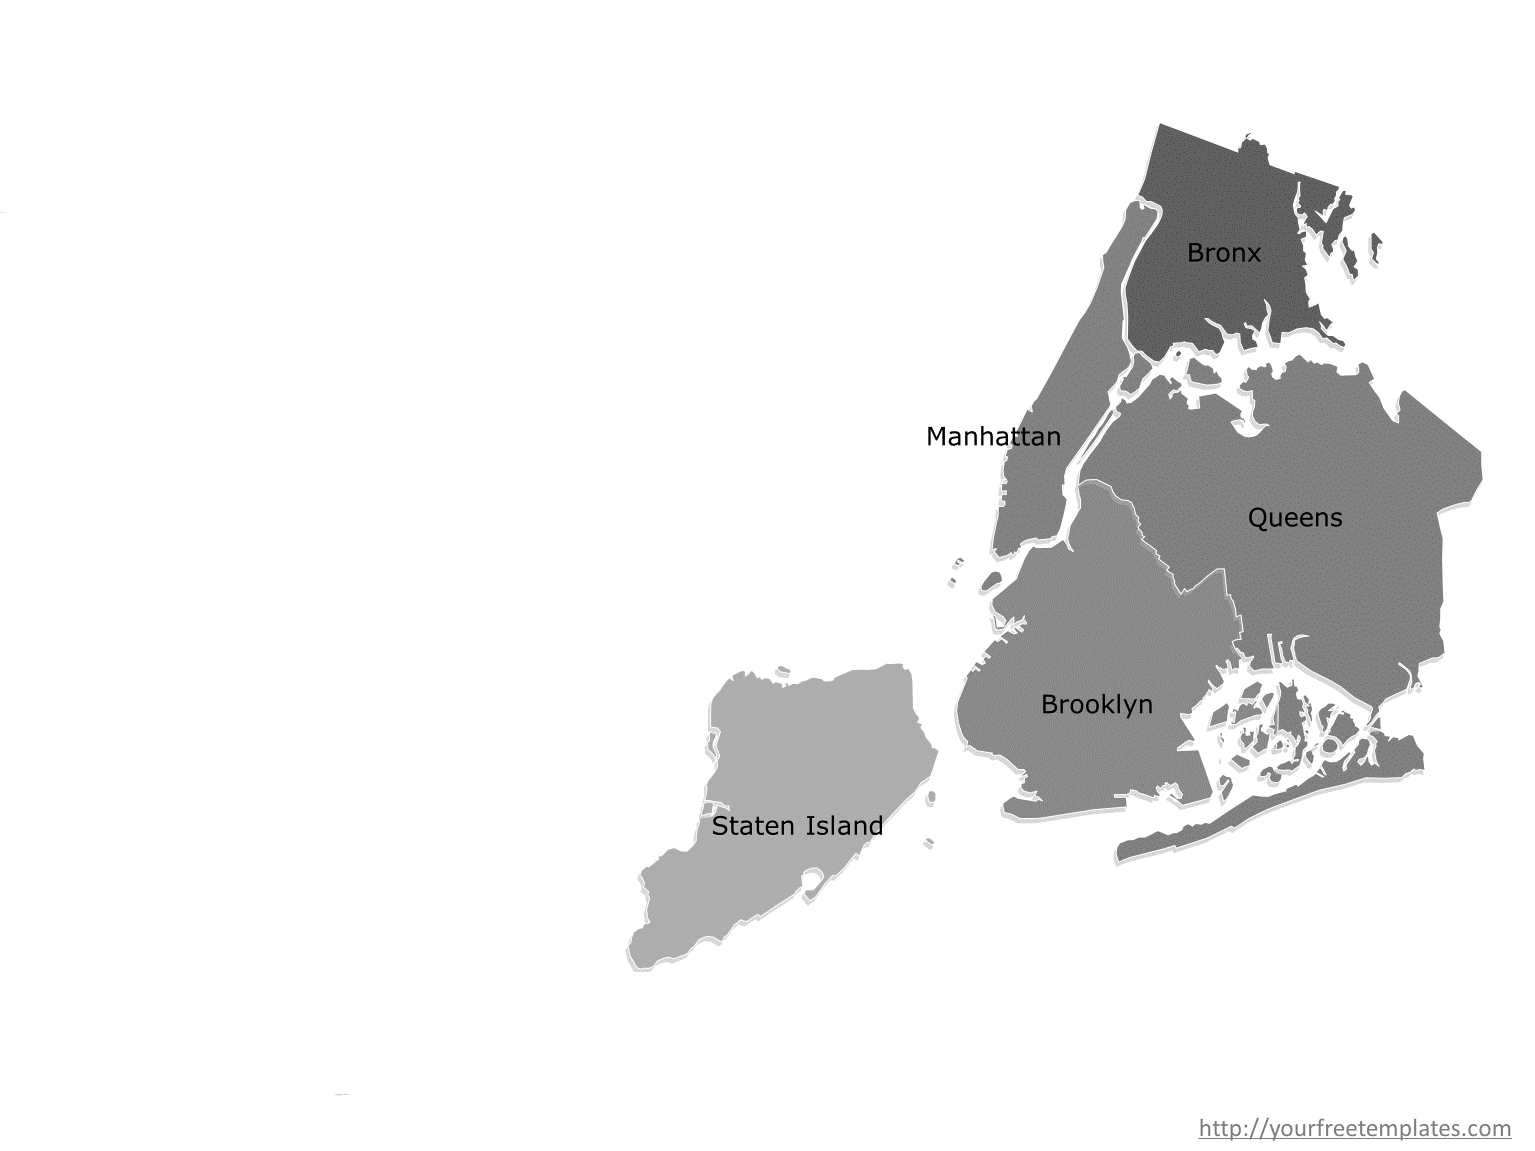 Bronx
Manhattan
Queens
Brooklyn
Staten Island
http://yourfreetemplates.com